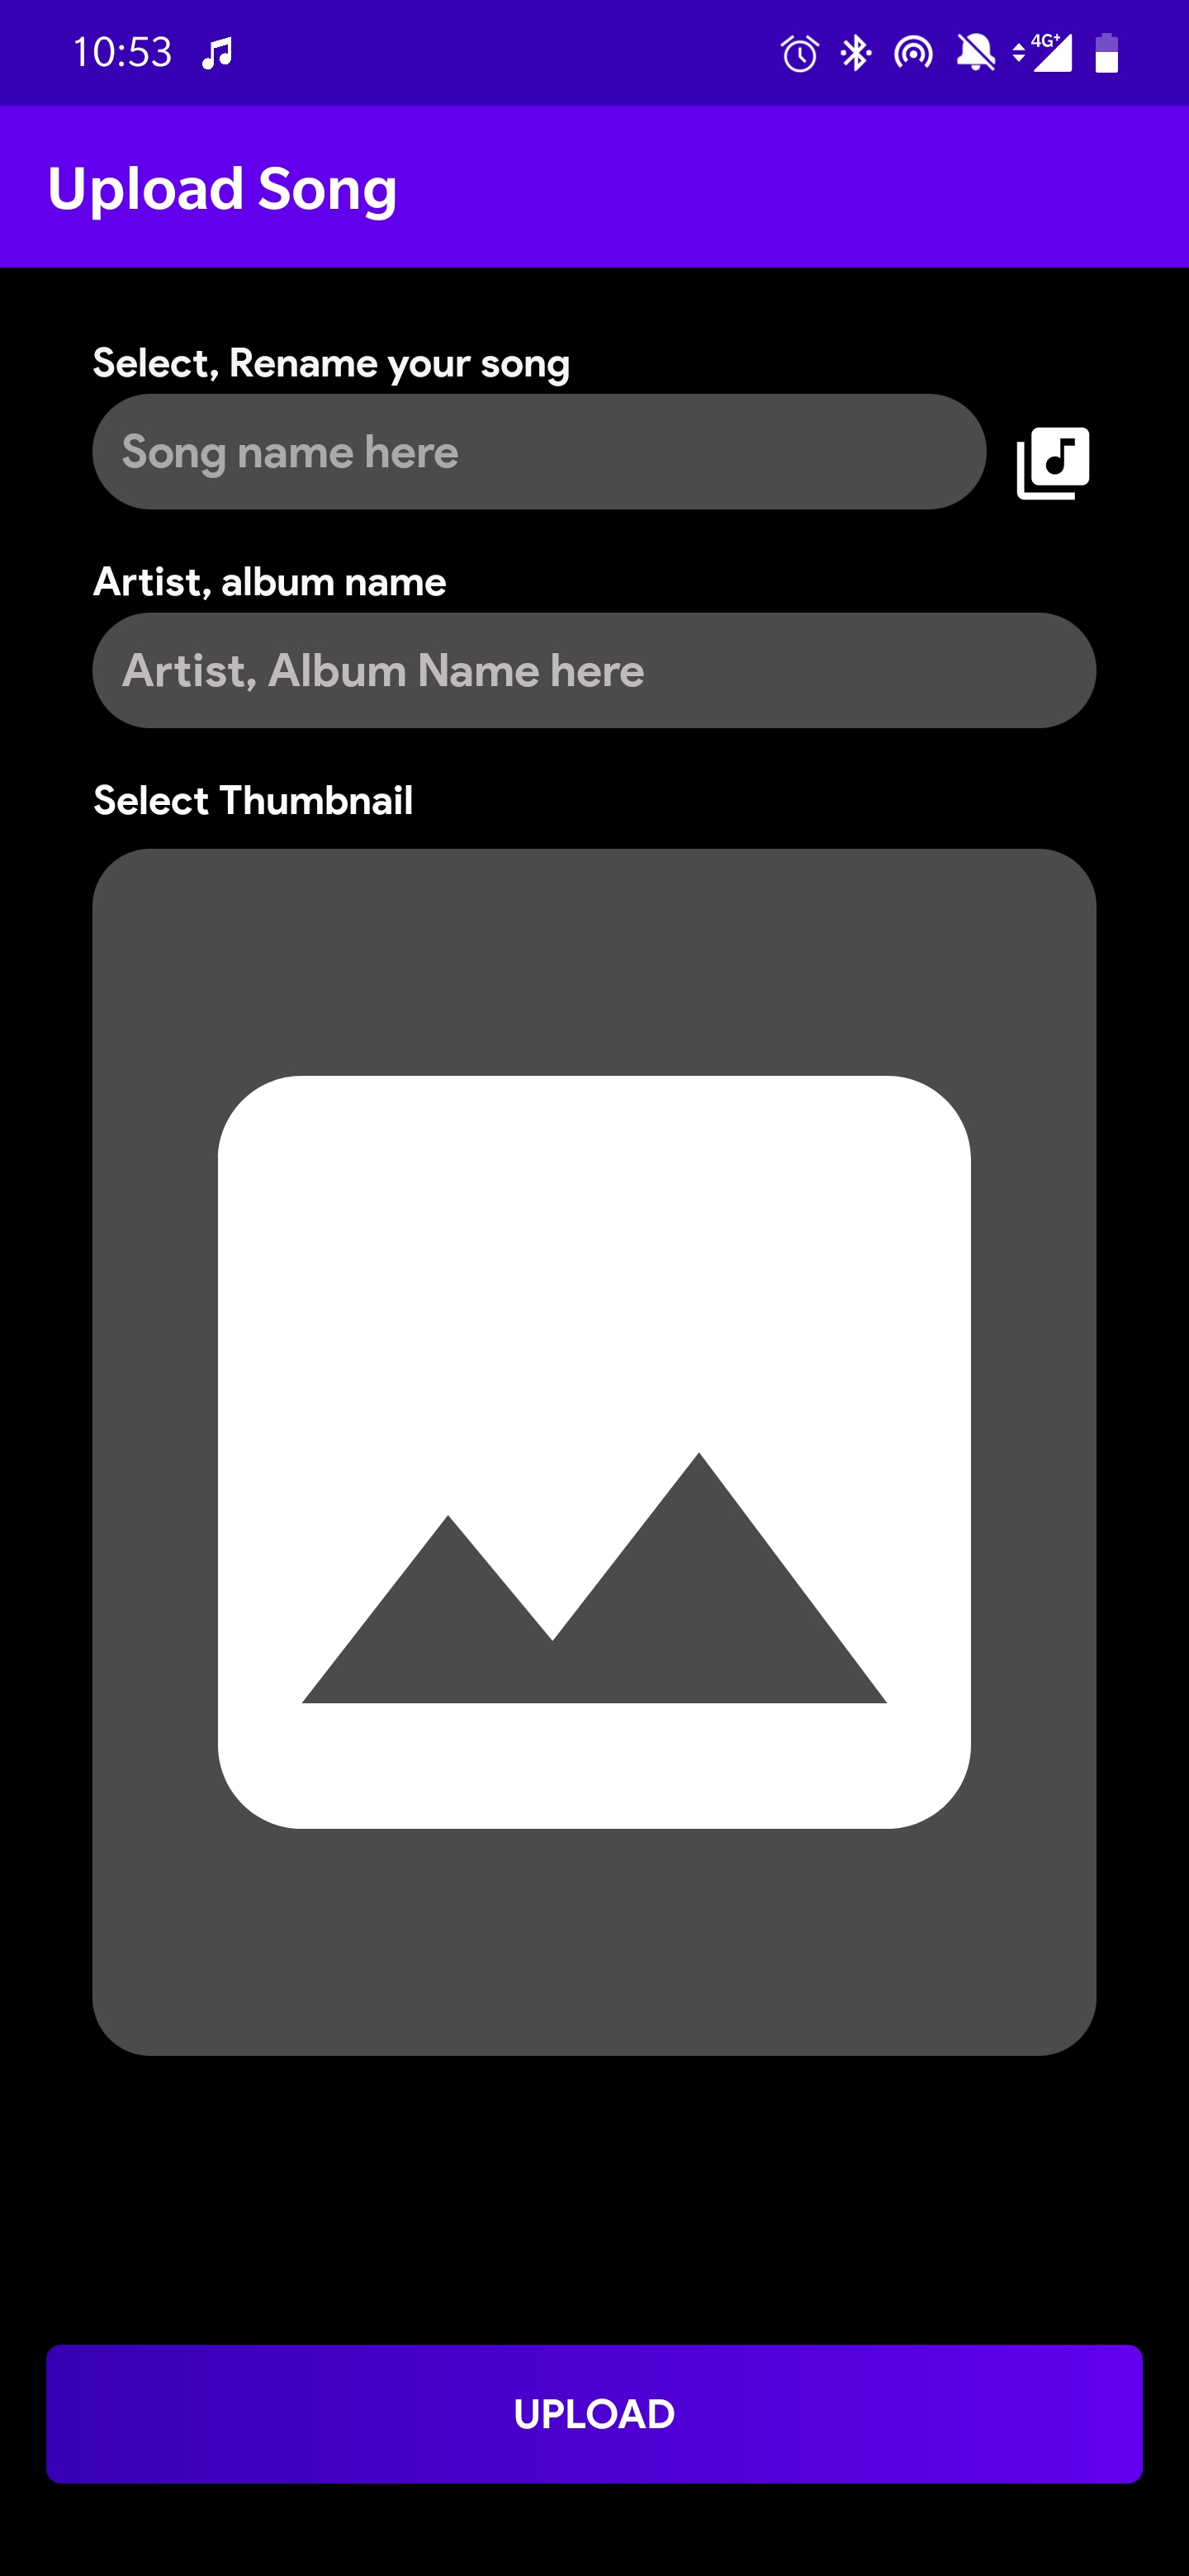 10:53
4G+
Upload Song
Select, Rename your song
Song name here
Artist, album name
Artist, Album Name here
Select Thumbnail
UPLOAD